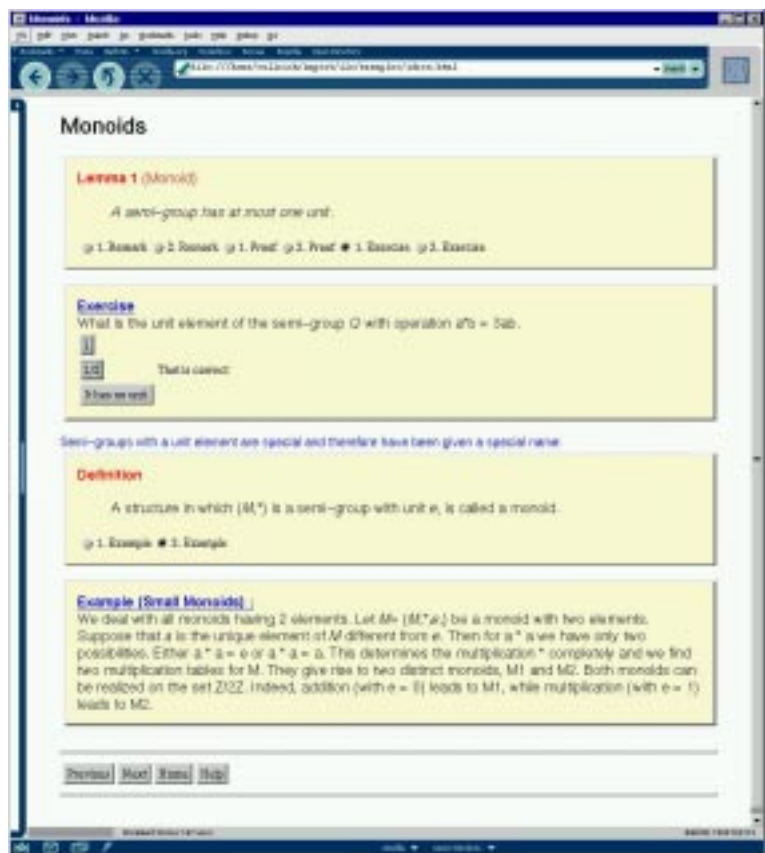 Monoids - Mozilla
Monoids
Lemma 1 (Monoid)
A semi-group has at most one unit.
1. Remark 2. Remark 1. Proof 2. Proof 1. Exercise 2. Exercise
Exercise
What is the unit element of the semi-group Q with operation a*b = 3ab.
1
1/3 That is correct
It has no unit
Semi-groups with a unit element are special and therefore have been given a special name.
Definition
A structure in which (M,*) is a semi-group with unit e, is called a monoid.
1. Example 2. Example
Example (Small Monoids)
We deal with all monoids having 2 elements. Let M= (M,*,e,) be a monoid with two elements.
Suppose that a is the unique element of M different from e. Then for a * a we have only two
possibilities. Either a * a = e or a * a = a. This determines the multiplication * completely and we find
two multiplication tables for M. They give rise to two distinct monoids, M1 and M2. Both monoids can
be realized on the set Z/2Z. Indeed, addition (with e = 0) leads to M1, while multiplication (with e = 1)
leads to M2.
Previous Next Home Help